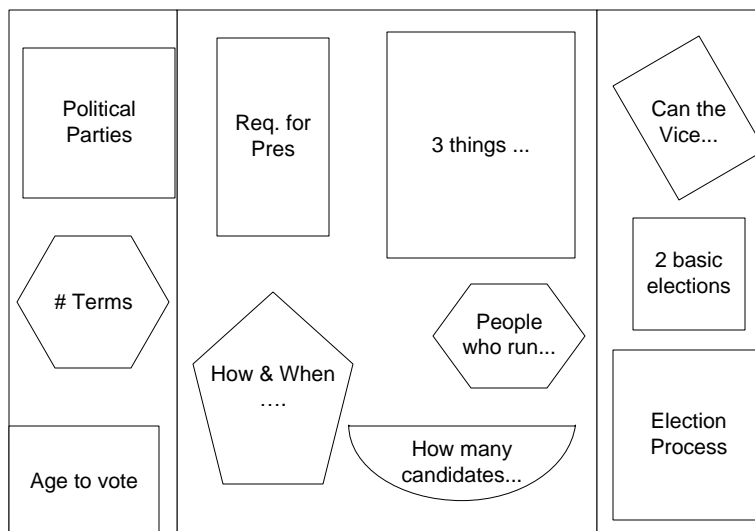 Political
Parties
# Terms
Age to vote
Req. for
Pres
3 things ...
How & When
....
People
who run...
How many
candidates...
Can the
Vice...
2 basic
elections
Election
Process